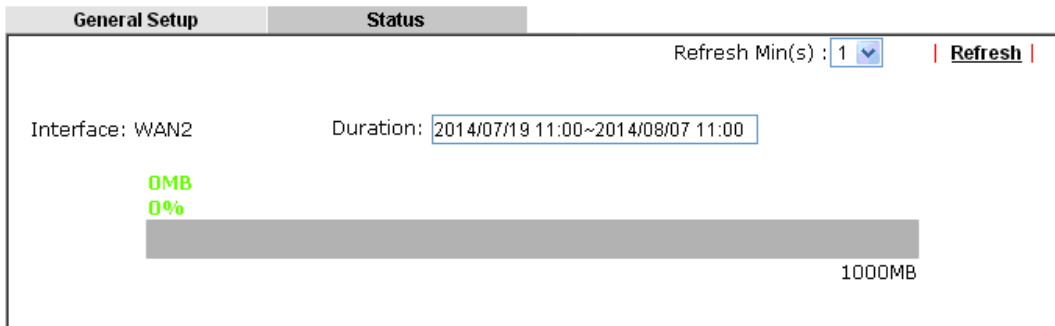 General Setup Status
Refresh Min(s) : 1 | Refresh |
Interface: WAN2 Duration: 2014/07/19 11:00~2014/08/07 11:00
0MB
0%
1000MB